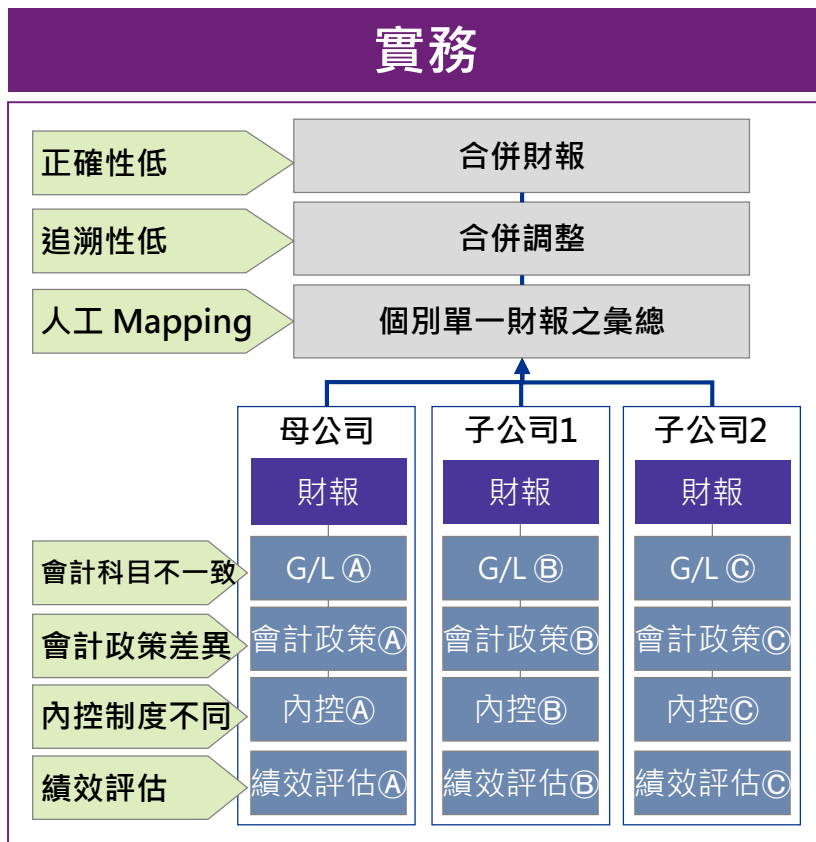 實務
正確性低
合併財報
追溯性低
合併調整
人工 Mapping
個別單一財報之彙總
母公司
子公司1
子公司2
財報
財報
財報
會計科目不一致
G/L Ⓐ
G/L Ⓑ
G/L Ⓒ
會計政策差異
會計政策Ⓐ
會計政策Ⓑ
會計政策Ⓒ
內控制度不同
內控Ⓐ
內控Ⓑ
內控Ⓒ
績效評估
績效評估Ⓐ
績效評估Ⓑ
績效評估Ⓒ